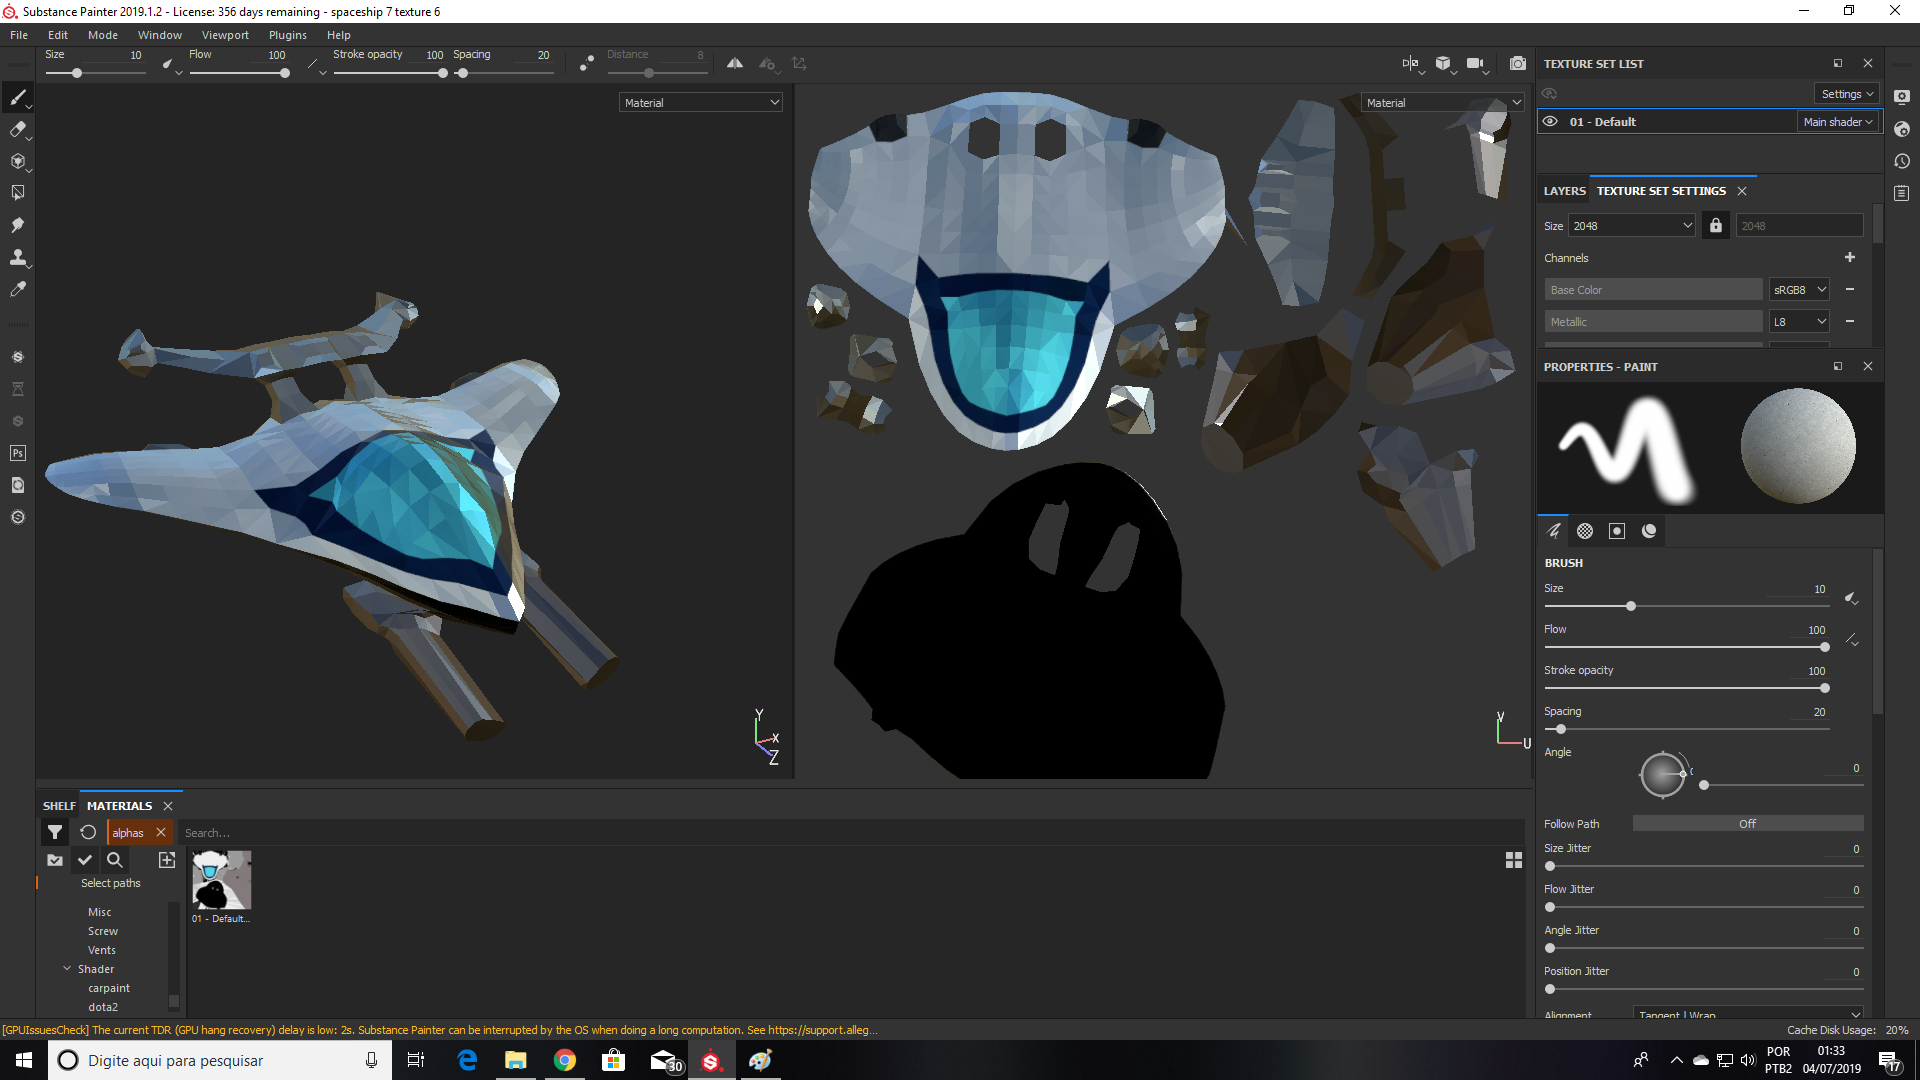 Substance Painter 2019.1.2 - License: 356 days remaining - spaceship 7 texture 6
File Edit Mode Window Viewport Plugins Help
Size 10 Flow 100 Stroke opacity 100 Spacing 20 Distance 8
Material
Material
TEXTURE SET LIST
Settings
01 - Default Main shader
LAYERS TEXTURE SET SETTINGS
Size 2048 2048
Channels
Base Color sRGB8
Metallic L8
PROPERTIES - PAINT
BRUSH
Size 10
Flow 100
Stroke opacity 100
Spacing 20
Angle
0
Follow Path Off
Size Jitter 0
Flow Jitter 0
Angle Jitter 0
Position Jitter 0
Alignment Tangent | Wrap
Y
X
Z
V
U
Ps
SHELF MATERIALS
alphas Search...
Select paths
Misc
Screw
Vents
Shader
carpaint
dota2
01 - Default...
[GPUIssuesCheck] The current TDR (GPU hang recovery) delay is low: 2s. Substance Painter can be interrupted by the OS when doing a long computation. See https://support.alleg...
Cache Disk Usage: 20%
Digite aqui para pesquisar
30
POR
PTB2
01:33
04/07/2019
17